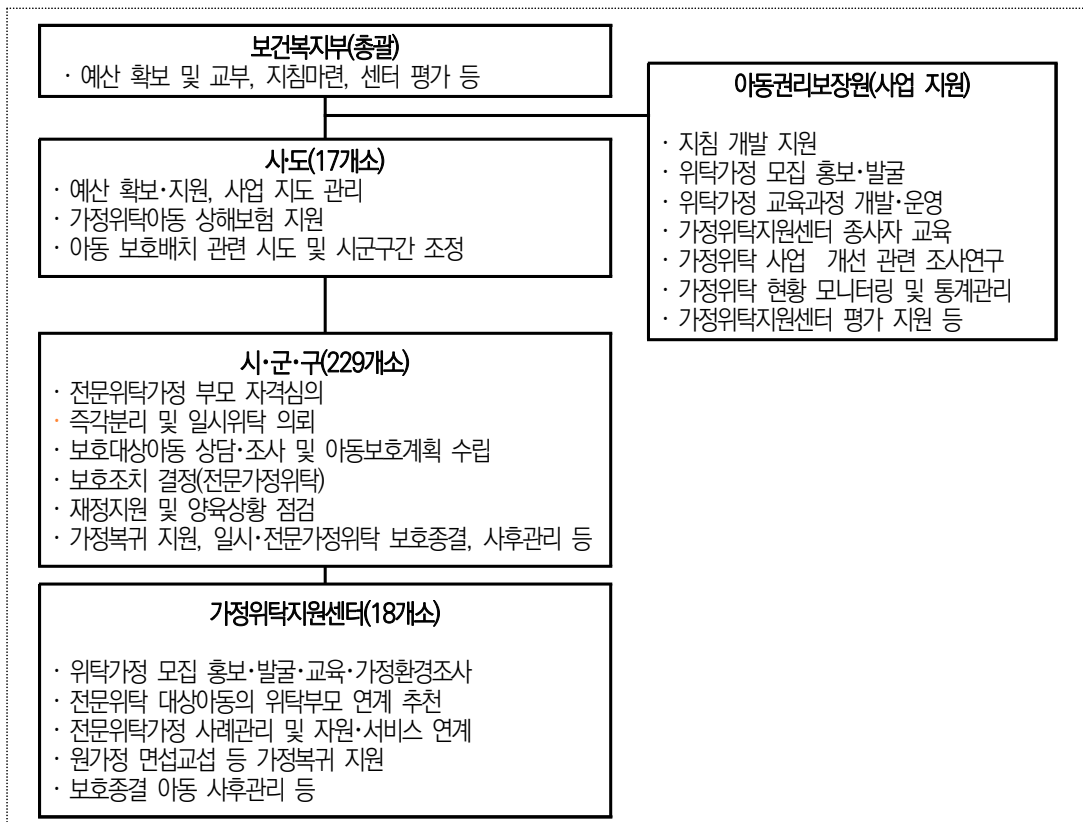 보건복지부(총괄)
· 예산 확보 및 교부, 지침마련, 센터 평가 등
아동권리보장원(사업 지원)
· 지침 개발 지원
· 위탁가정 모집 홍보･발굴
· 위탁가정 교육과정 개발･운영
· 가정위탁지원센터 종사자 교육
· 가정위탁 사업 개선 관련 조사연구
· 가정위탁 현황 모니터링 및 통계관리
· 가정위탁지원센터 평가 지원 등
사･도(17개소)
· 예산 확보･지원, 사업 지도 관리
· 가정위탁아동 상해보험 지원
· 아동 보호배치 관련 시도 및 시군구간 조정
시･군･구(229개소)
· 전문위탁가정 부모 자격심의
· 즉각분리 및 일시위탁 의뢰
· 보호대상아동 상담･조사 및 아동보호계획 수립
· 보호조치 결정(전문가정위탁)
· 재정지원 및 양육상황 점검
· 가정복귀 지원, 일시･전문가정위탁 보호종결, 사후관리 등
가정위탁지원센터(18개소)
· 위탁가정 모집 홍보･발굴･교육･가정환경조사
· 전문위탁 대상아동의 위탁부모 연계 추천
· 전문위탁가정 사례관리 및 자원･서비스 연계
· 원가정 면섭교섭 등 가정복귀 지원
· 보호종결 아동 사후관리 등